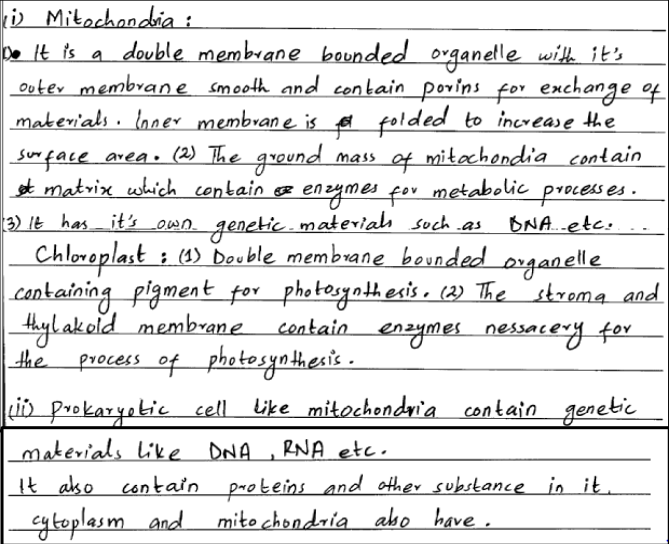 (i) Mitochondria :
It is a double membrane bounded organelle with it's
outer membrane smooth and contain porins for exchange of
materials. Inner membrane is folded to increase the
surface area. (2) The ground mass of mitochondia contain
matrix which contain enzymes for metabolic processes.
(3) It has it's own genetic materials such as DNA etc. ...
Chloroplast : (1) Double membrane bounded organelle
containing pigment for photosynthesis. (2) The stroma and
thylakoid membrane contain enzymes nessacery for
the process of photosynthesis.
(ii) Prokaryotic cell like mitochondria contain genetic
materials like DNA, RNA etc.
It also contain proteins and other substance in it.
cytoplasm and mitochondria also have.